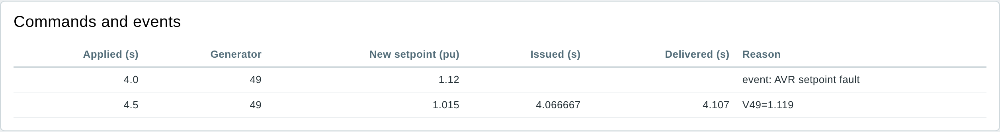 Commands and events
Applied (s) Generator New setpoint (pu) Issued (s) Delivered (s) Reason
4.0 49 1.12 event: AVR setpoint fault
4.5 49 1.015 4.066667 4.107 V49=1.119